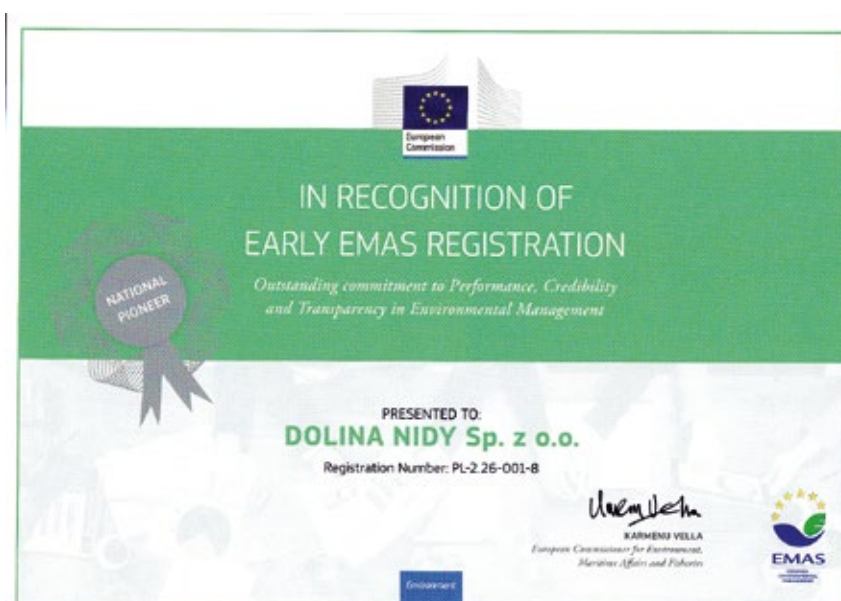 European
Commission
IN RECOGNITION OF
EARLY EMAS REGISTRATION
Outstanding commitment to Performance, Credibility
and Transparency in Environmental Management
NATIONAL
PIONEER
PRESENTED TO:
DOLINA NIDY Sp. z o.o.
Registration Number: PL-2.26-001-8
KARMENU VELLA
European Commissioner for Environment,
Maritime Affairs and Fisheries
EMAS
Environment